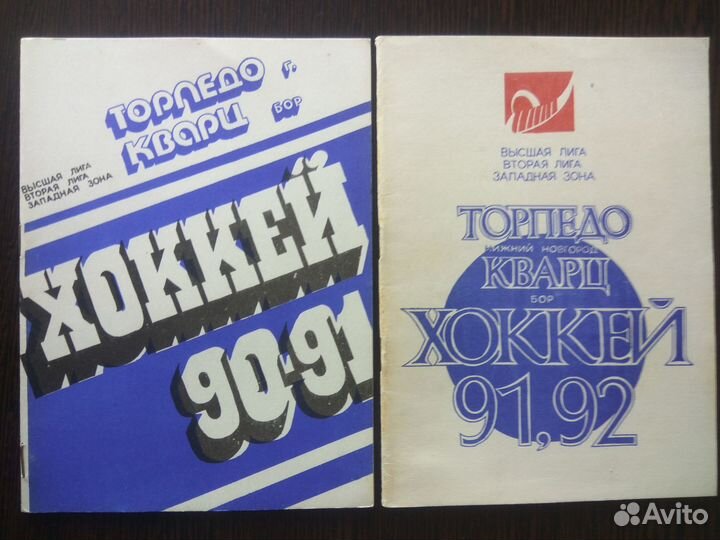 ТОРПЕДО Г.
КВАРЦ БОР
ВЫСШАЯ ЛИГА
ВТОРАЯ ЛИГА
ЗАПАДНАЯ ЗОНА
ХОККЕЙ
90-91
ВЫСШАЯ ЛИГА
ВТОРАЯ ЛИГА
ЗАПАДНАЯ ЗОНА
ТОРПЕДО
НИЖНИЙ НОВГОРОД
КВАРЦ
БОР
ХОККЕЙ
91,92
Avito